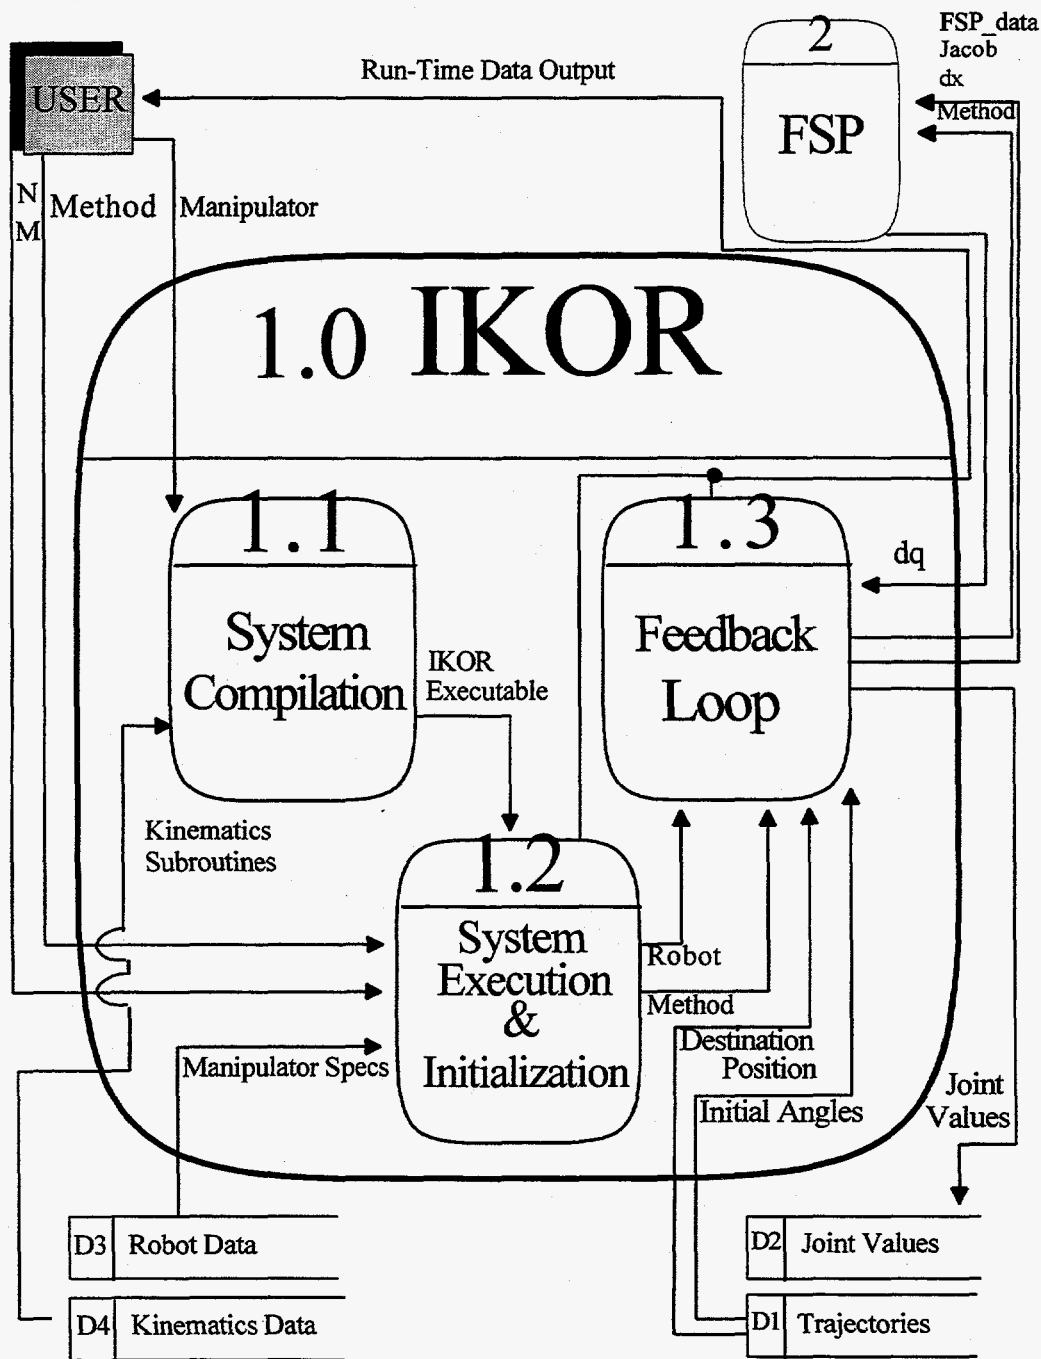 FSP_data
Jacob
dx
Method
2
FSP
Run-Time Data Output
USER
N
M
Method
Manipulator
1.0 IKOR
1.1
System
Compilation
IKOR
Executable
1.3
Feedback
Loop
dq
Kinematics
Subroutines
1.2
System
Execution
&
Initialization
Robot
Method
Destination
Position
Initial Angles
Manipulator Specs
Joint
Values
D3 Robot Data
D2 Joint Values
D4 Kinematics Data
D1 Trajectories